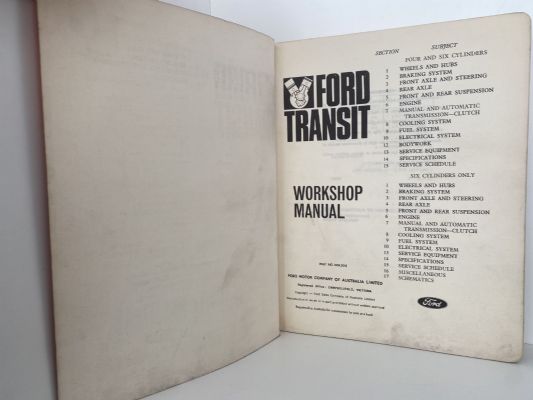 SECTION SUBJECT
FOUR AND SIX CYLINDERS
1 WHEELS AND HUBS
2 BRAKING SYSTEM
3 FRONT AXLE AND STEERING
4 REAR AXLE
5 FRONT AND REAR SUSPENSION
6 ENGINE
7 MANUAL AND AUTOMATIC
TRANSMISSION—CLUTCH
8 COOLING SYSTEM
9 FUEL SYSTEM
10 ELECTRICAL SYSTEM
12 BODYWORK
13 SERVICE EQUIPMENT
14 SPECIFICATIONS
15 SERVICE SCHEDULE
SIX CYLINDERS ONLY
1 WHEELS AND HUBS
2 BRAKING SYSTEM
3 FRONT AXLE AND STEERING
4 REAR AXLE
5 FRONT AND REAR SUSPENSION
6 ENGINE
7 MANUAL AND AUTOMATIC
TRANSMISSION—CLUTCH
8 COOLING SYSTEM
9 FUEL SYSTEM
10 ELECTRICAL SYSTEM
13 SERVICE EQUIPMENT
14 SPECIFICATIONS
15 SERVICE SCHEDULE
16 MISCELLANEOUS
17 SCHEMATICS
FORD
TRANSIT
WORKSHOP
MANUAL
FORD MOTOR COMPANY OF AUSTRALIA LIMITED
Registered Office: CAMPBELLFIELD, VICTORIA
Ford